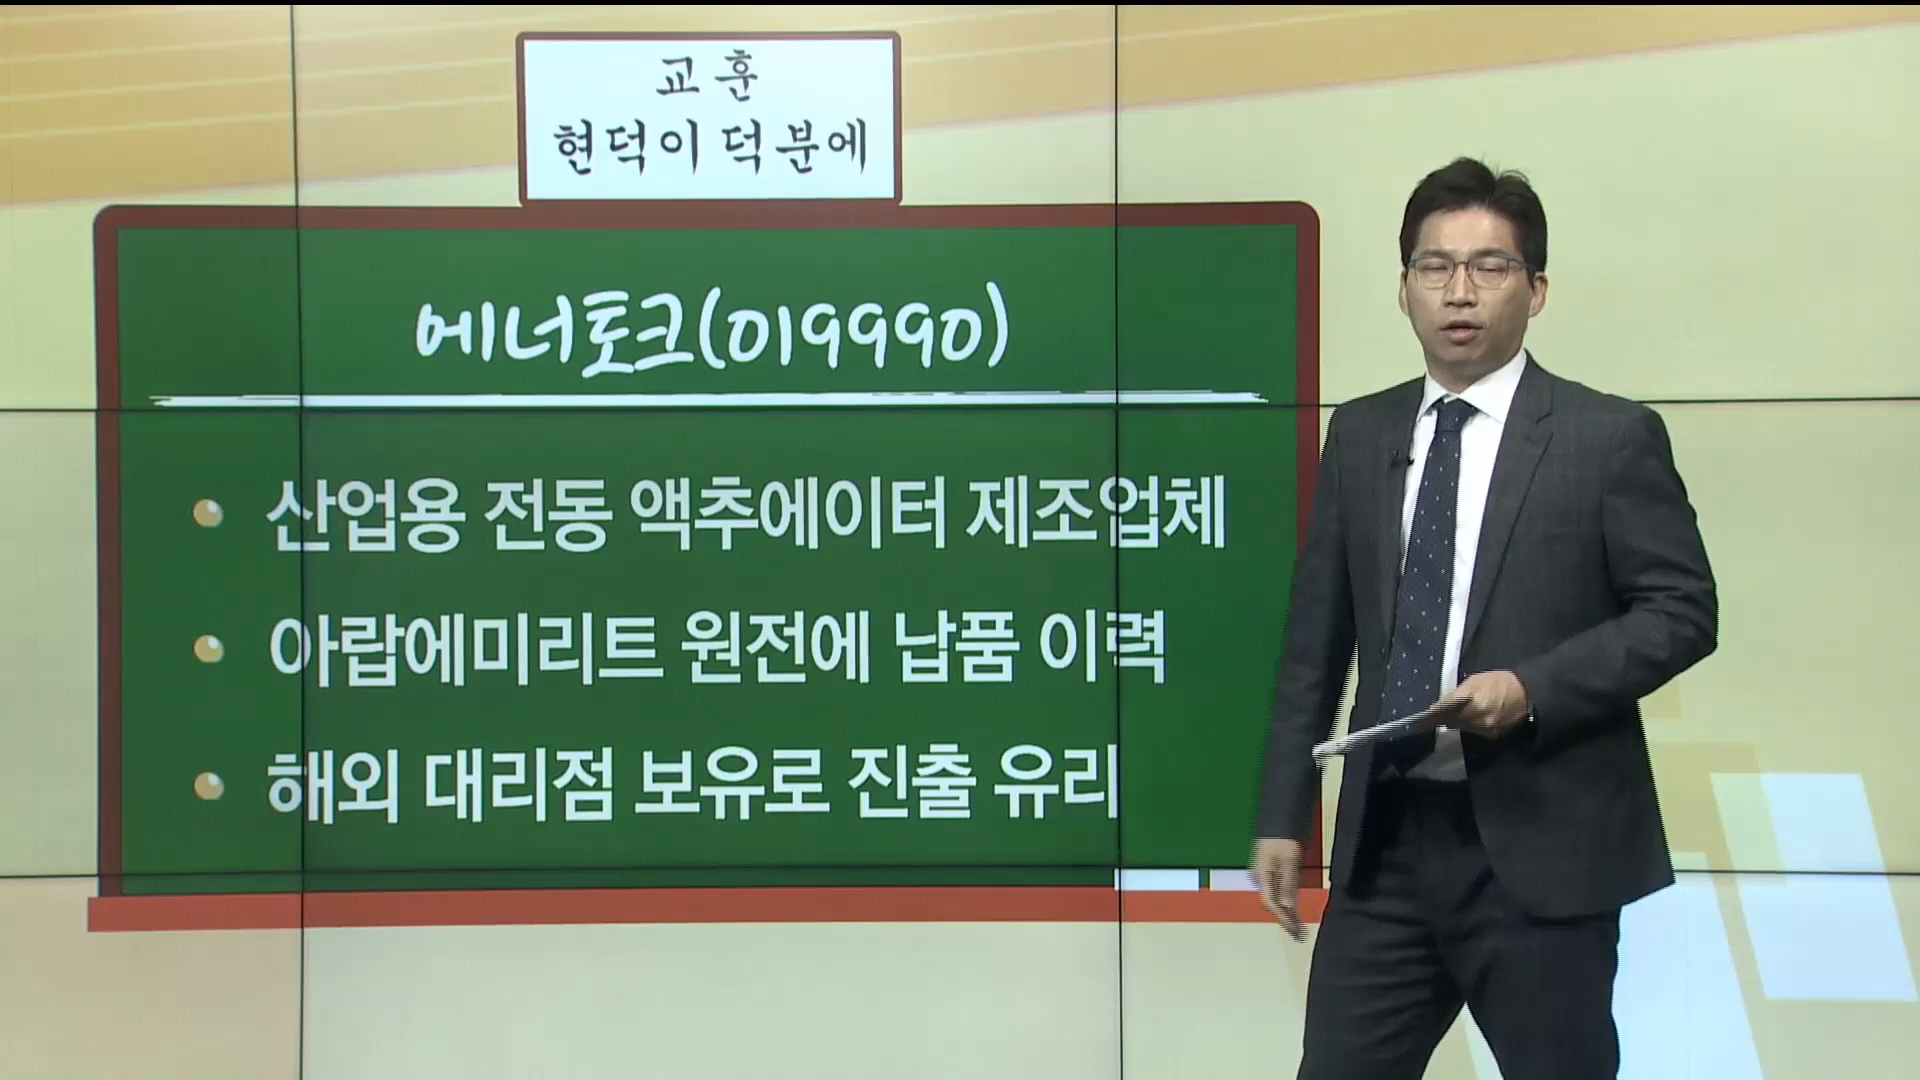 교훈
현덕이 덕분에
에너토크(019990)
산업용 전동 액추에이터 제조업체
아랍에미리트 원전에 납품 이력
해외 대리점 보유로 진출 유리